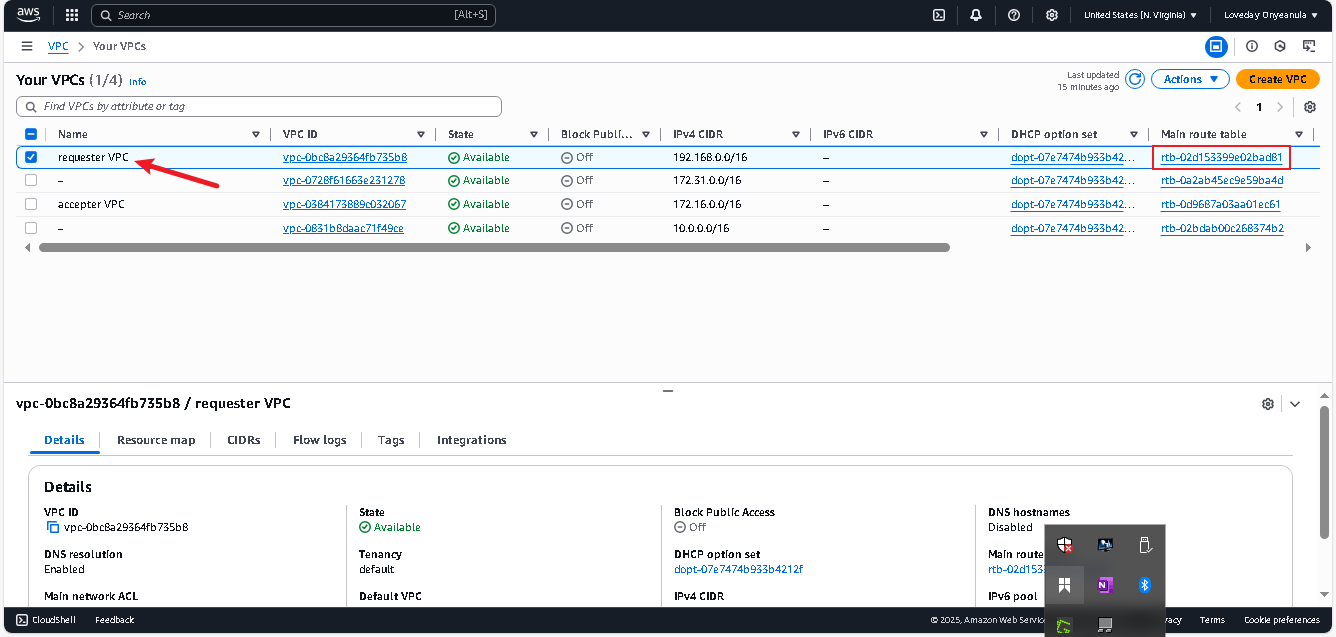 aws Search [Alt+S] United States (N. Virginia) Loveday Onyeanula
VPC Your VPCs
Your VPCs (1/4) Info
Last updated
15 minutes ago
Actions Create VPC
Find VPCs by attribute or tag 1
Name VPC ID State Block Public... IPv4 CIDR IPv6 CIDR DHCP option set Main route table
requester VPC vpc-0bc8a29364fb735b8 Available Off 192.168.0.0/16 – dopt-07e7474b933b42... rtb-02d153399e02bad81
– vpc-0728f61663e231278 Available Off 172.31.0.0/16 – dopt-07e7474b933b42... rtb-0a2ab45ec9e59ba4d
accepter VPC vpc-0384173889c032067 Available Off 172.16.0.0/16 – dopt-07e7474b933b42... rtb-0d9687a03aa01ec61
– vpc-0831b8daac71f49ce Available Off 10.0.0.0/16 – dopt-07e7474b933b42... rtb-02bdab00c268374b2
vpc-0bc8a29364fb735b8 / requester VPC
Details Resource map CIDRs Flow logs Tags Integrations
Details
VPC ID
vpc-0bc8a29364fb735b8
State
Available
Block Public Access
Off
DNS hostnames
Disabled
DNS resolution
Enabled
Tenancy
default
DHCP option set
dopt-07e7474b933b4212f
Main route
rtb-02d153
Main network ACL
Default VPC
IPv4 CIDR
IPv6 pool
CloudShell Feedback © 2025, Amazon Web Servic vacy Terms Cookie preferences